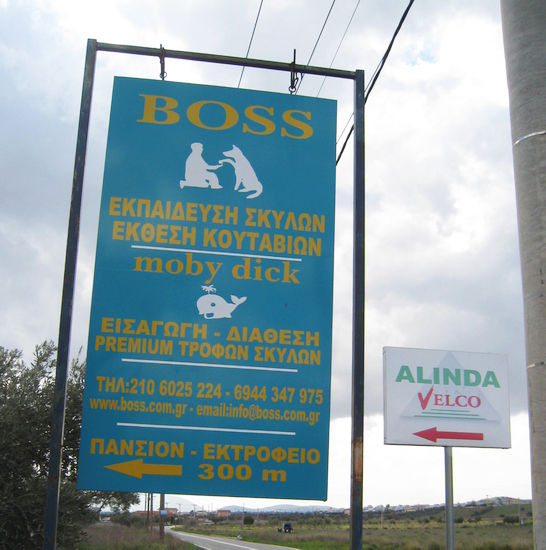 BOSS
ΕΚΠΑΙΔΕΥΣΗ ΣΚΥΛΩΝ
ΕΚΘΕΣΗ ΚΟΥΤΑΒΙΩΝ
moby dick
ΕΙΣΑΓΩΓΗ - ΔΙΑΘΕΣΗ
PREMIUM ΤΡΟΦΩΝ ΣΚΥΛΩΝ
ΤΗΛ:210 6025 224 - 6944 347 975
www.boss.com.gr - email:info@boss.com.gr
ΠΑΝΣΙΟΝ - ΕΚΤΡΟΦΕΙΟ
300 m
ALINDA
VELCO